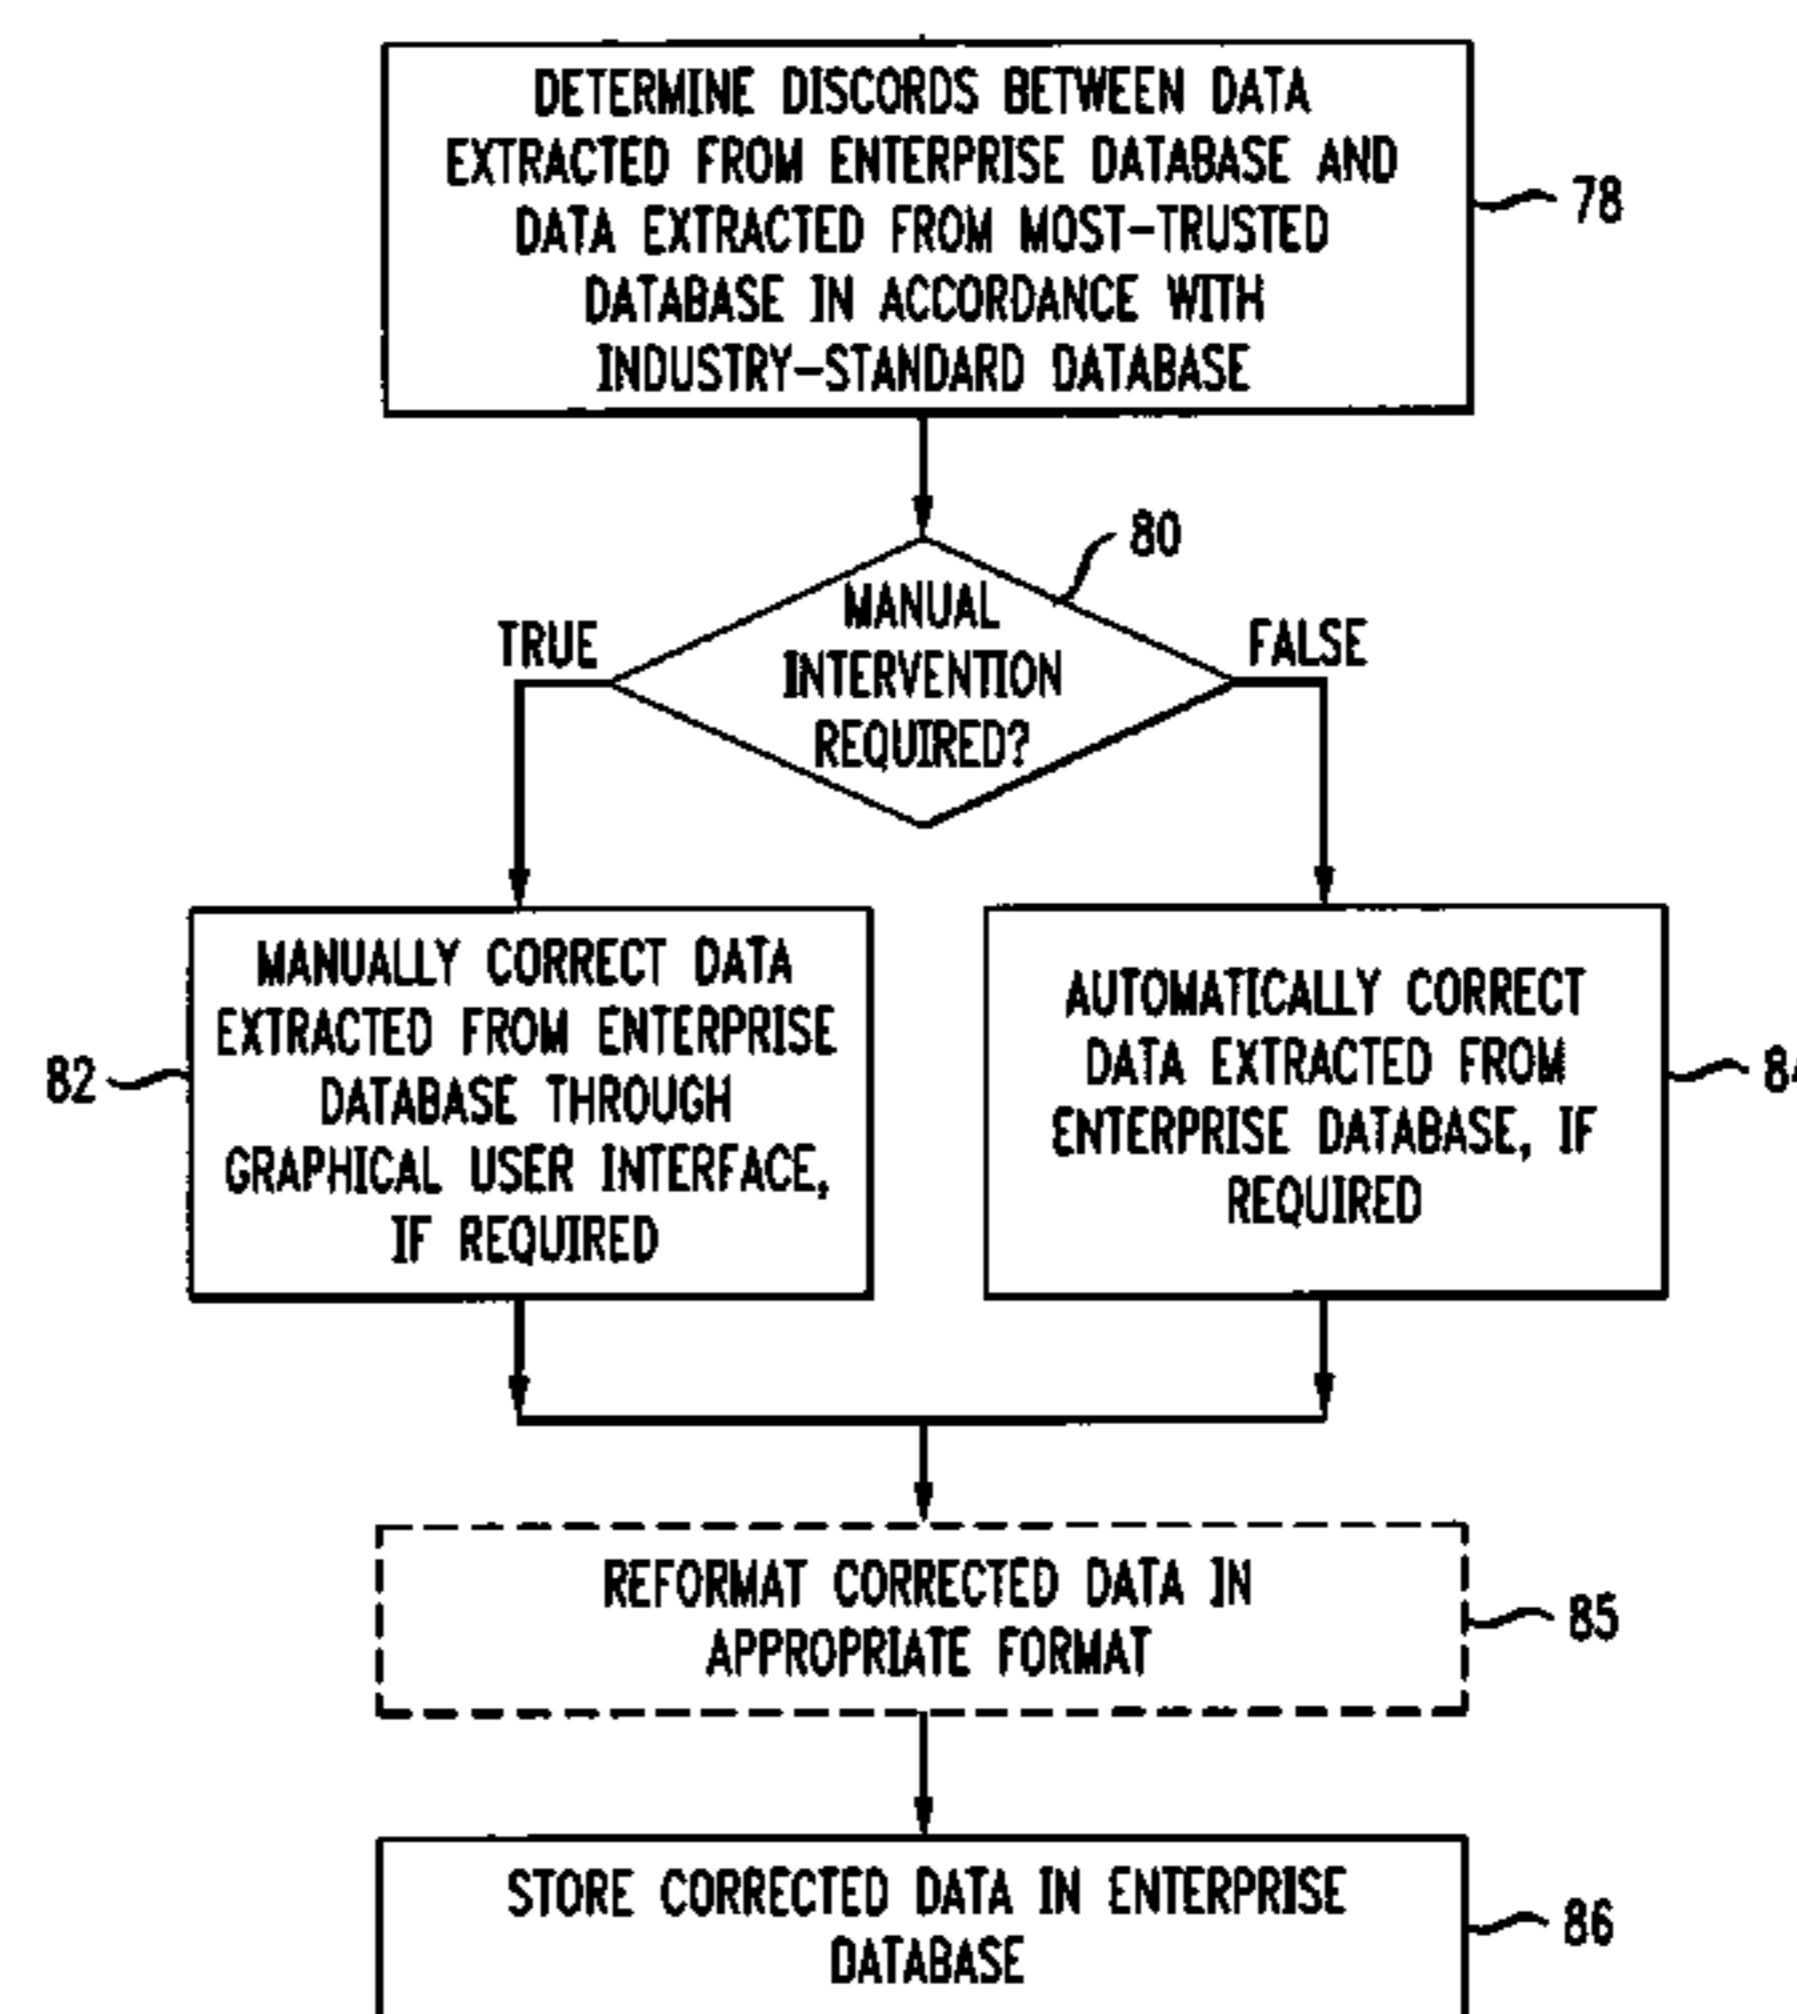 DETERMINE DISCORDS BETWEEN DATA
EXTRACTED FROM ENTERPRISE DATABASE AND
DATA EXTRACTED FROM MOST-TRUSTED
DATABASE IN ACCORDANCE WITH
INDUSTRY-STANDARD DATABASE
78
80
MANUAL
INTERVENTION
REQUIRED?
TRUE
FALSE
MANUALLY CORRECT DATA
EXTRACTED FROM ENTERPRISE
DATABASE THROUGH
GRAPHICAL USER INTERFACE,
IF REQUIRED
82
AUTOMATICALLY CORRECT
DATA EXTRACTED FROM
ENTERPRISE DATABASE, IF
REQUIRED
REFORMAT CORRECTED DATA IN
APPROPRIATE FORMAT
85
STORE CORRECTED DATA IN ENTERPRISE
DATABASE
86